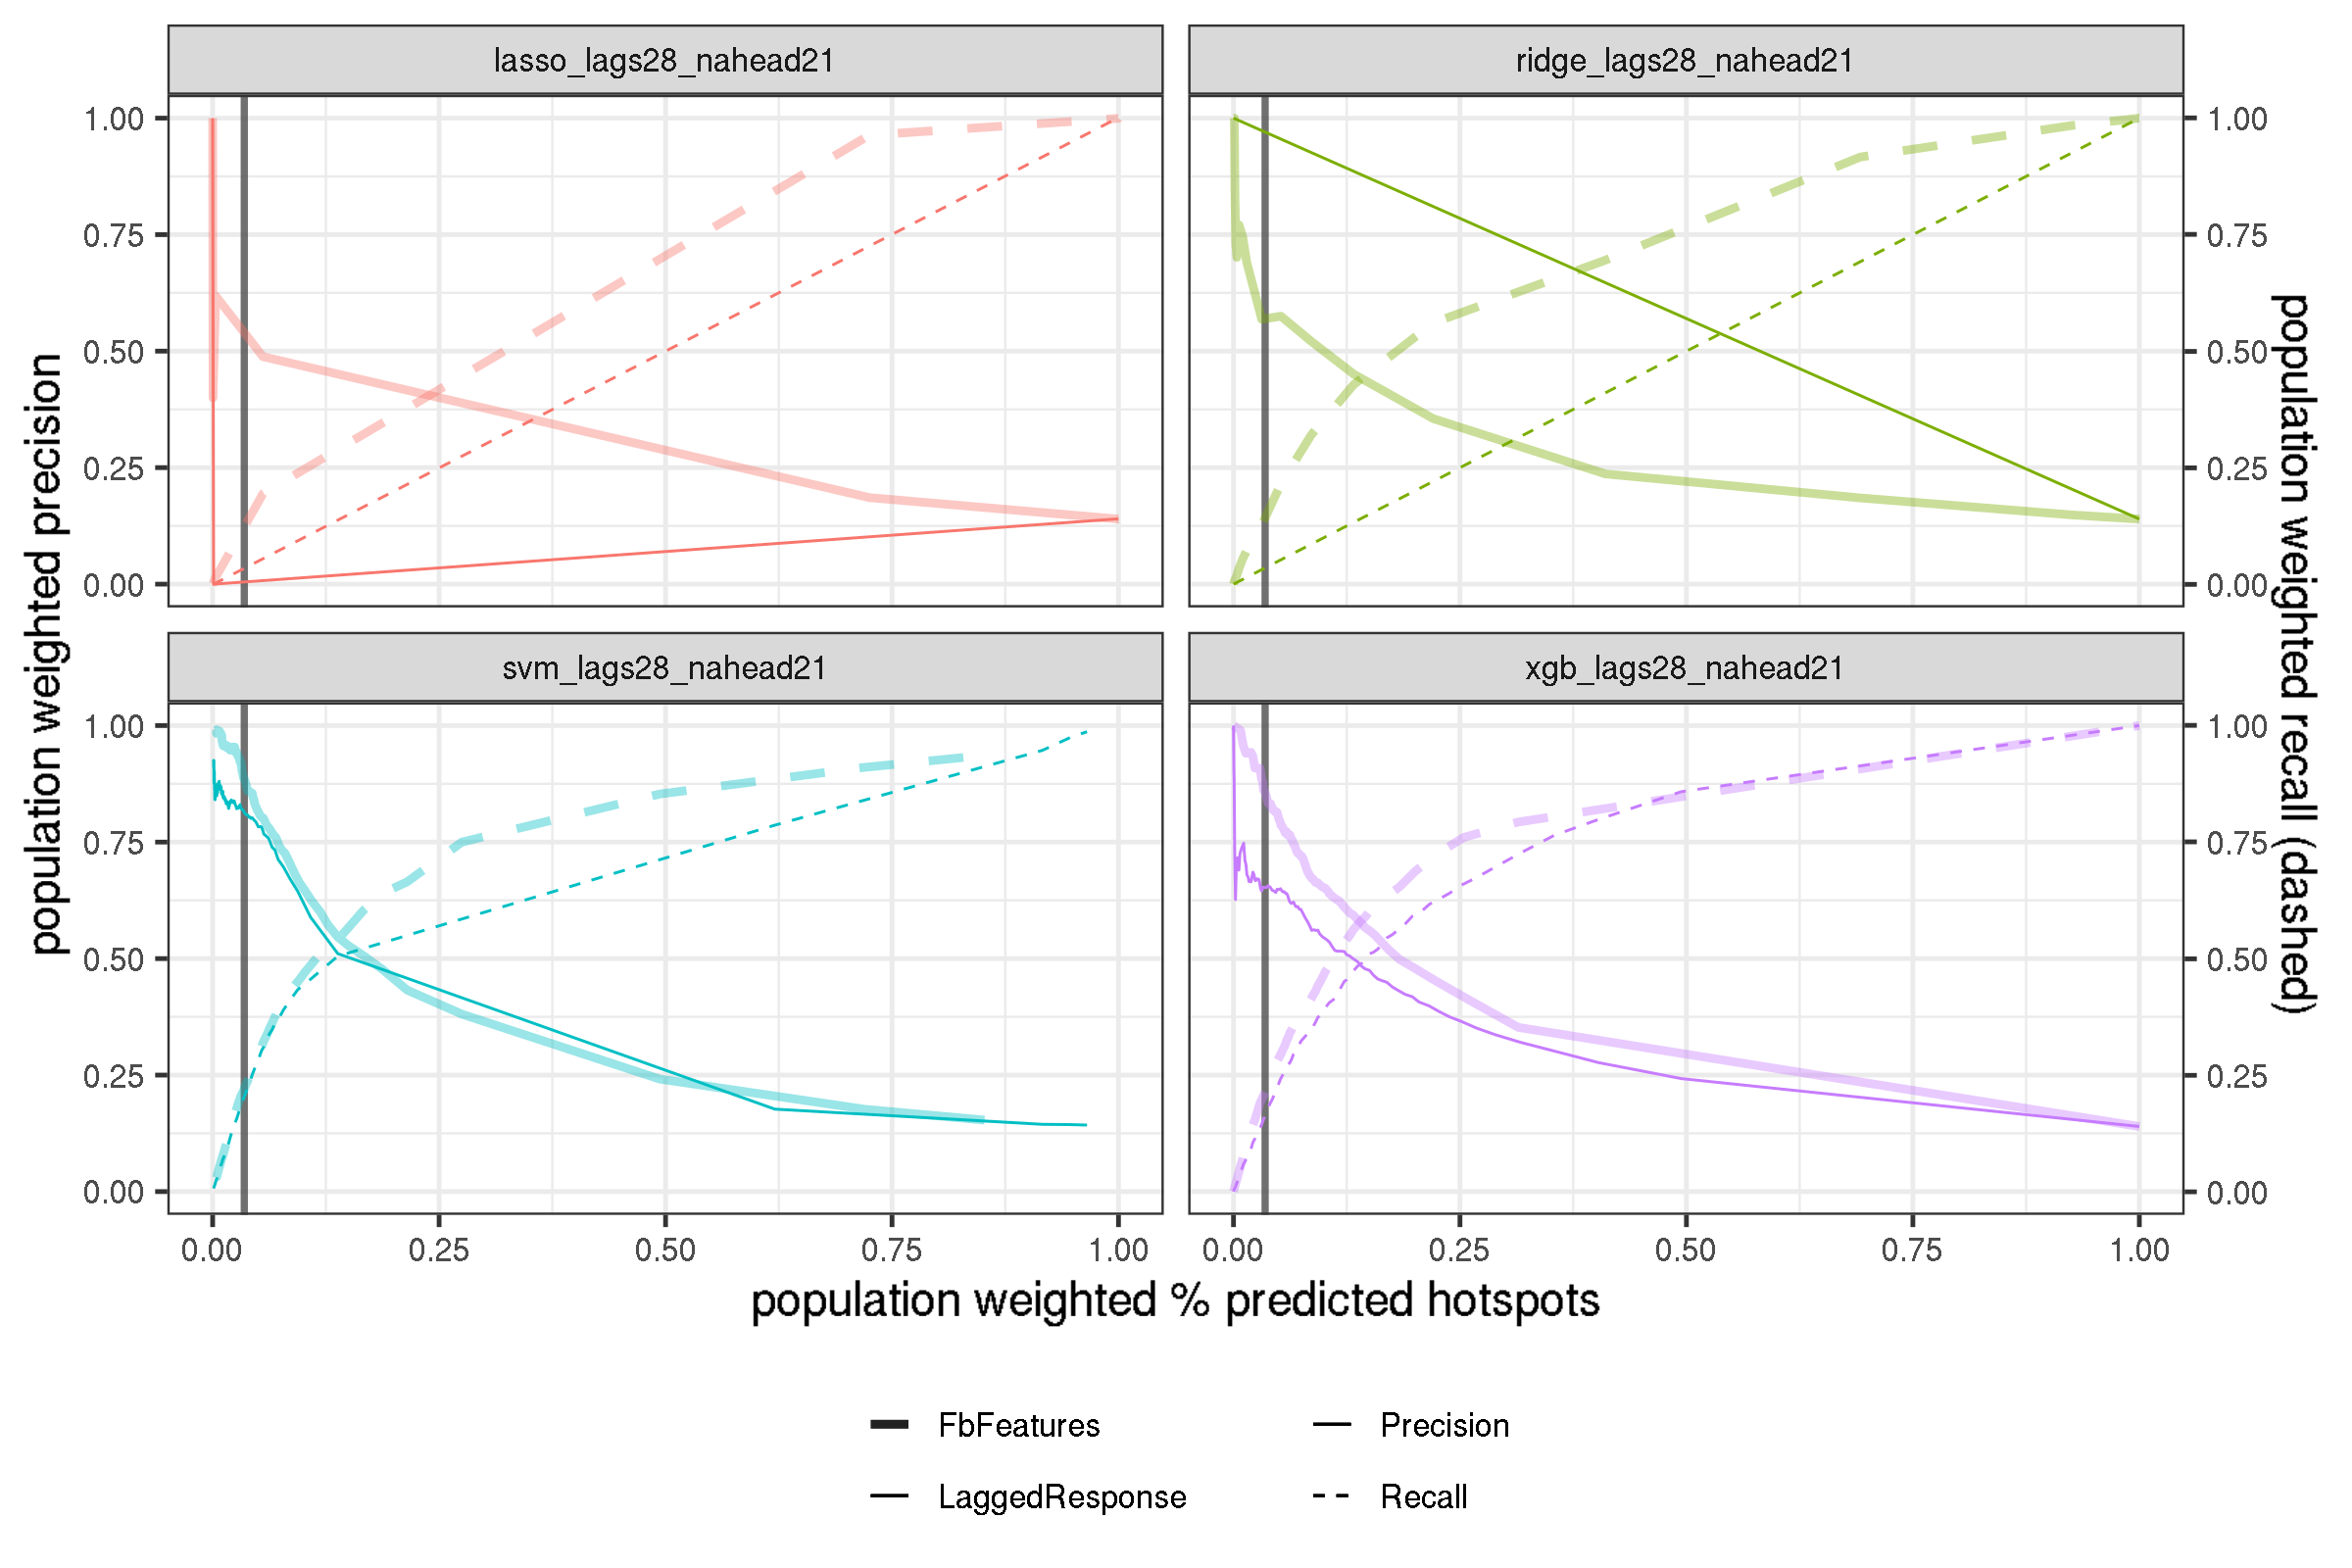 lasso_lags28_nahead21
ridge_lags28_nahead21
1.00
0.75
0.50
0.25
0.00
1.00
0.75
0.50
0.25
0.00
svm_lags28_nahead21
xgb_lags28_nahead21
1.00
0.75
0.50
0.25
0.00
1.00
0.75
0.50
0.25
0.00
0.00 0.25 0.50 0.75 1.00
0.00 0.25 0.50 0.75 1.00
population weighted precision
population weighted recall (dashed)
population weighted % predicted hotspots
FbFeatures
Precision
LaggedResponse
Recall